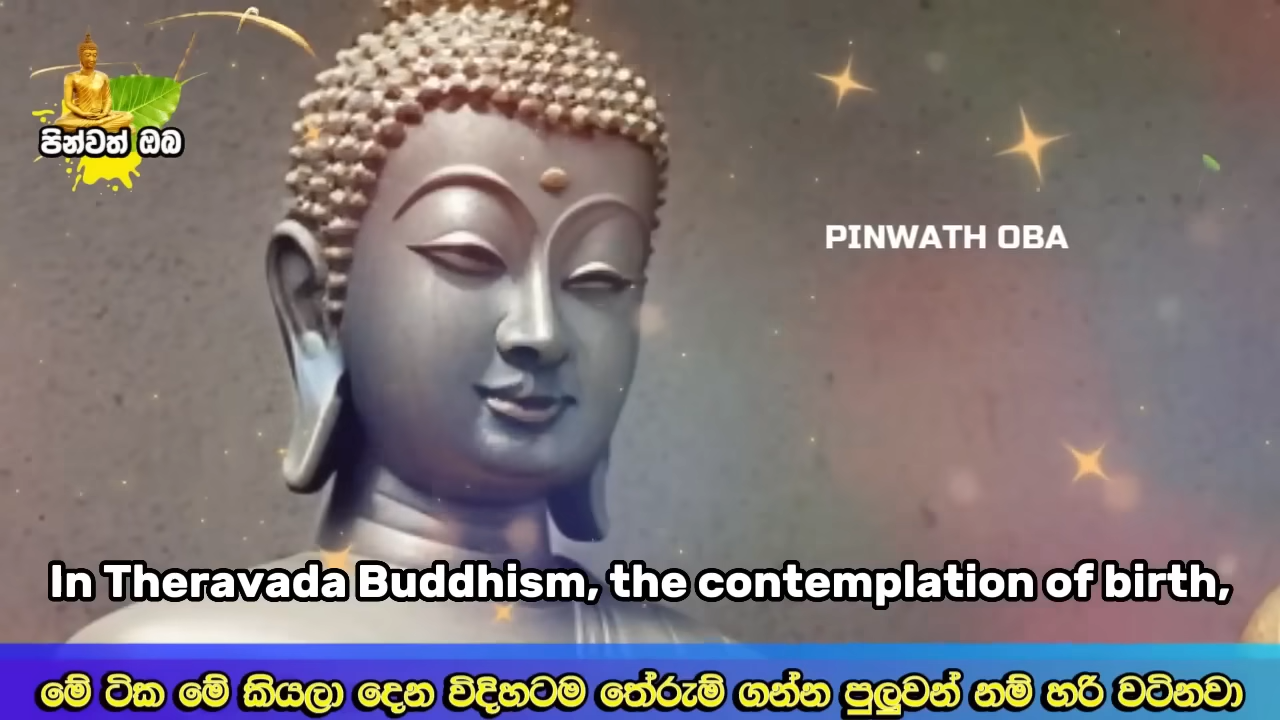 පින්වත් ඔබ
PINWATH OBA
In Theravada Buddhism, the contemplation of birth,
මේ ටික මේ කියලා දෙන විදිහටම තේරුම් ගන්න පුලුවන් නම් හරි වටිනවා